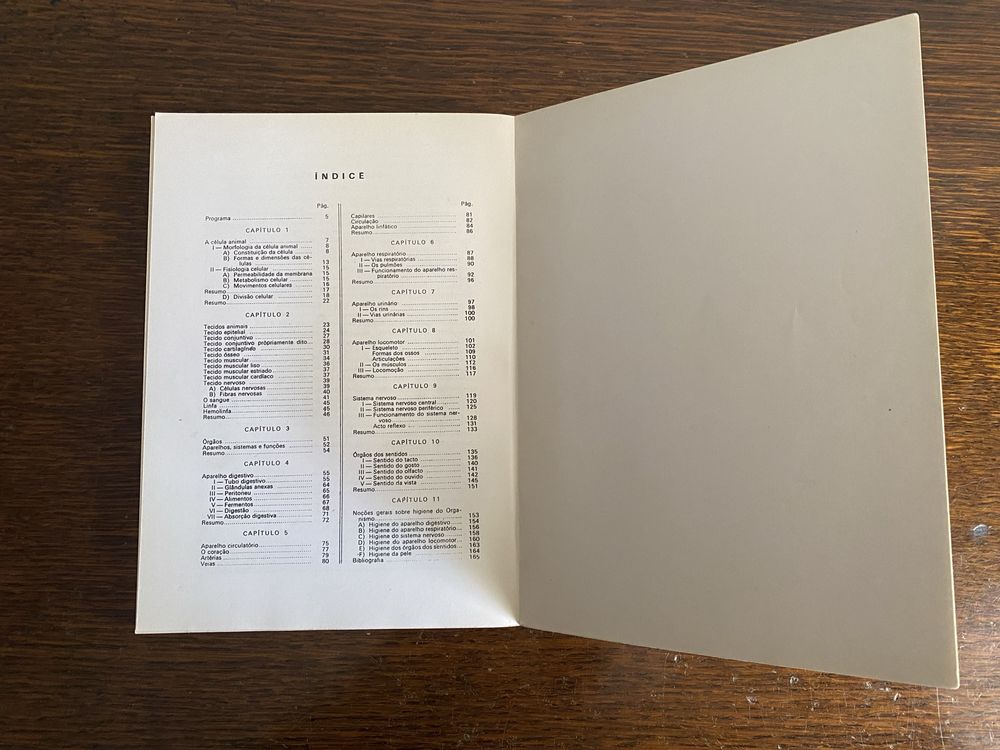 ÍNDICE
Pág.
Programa 5
CAPÍTULO 1
A célula animal 7
I — Morfologia da célula animal 8
A) Constituição da célula 8
B) Formas e dimensões das cé-
lulas 13
II — Fisiologia celular 15
A) Permeabilidade da membrana 15
B) Metabolismo celular 15
C) Movimentos celulares 16
Resumo 17
D) Divisão celular 18
Resumo 22
CAPÍTULO 2
Tecidos animais 23
Tecido epitelial 24
Tecido conjuntivo 27
Tecido conjuntivo própriamente dito 28
Tecido cartilagíneo 30
Tecido ósseo 31
Tecido muscular 34
Tecido muscular liso 36
Tecido muscular estriado 37
Tecido muscular cardíaco 37
Tecido nervoso 39
A) Células nervosas 39
B) Fibras nervosas 40
O sangue 41
Linfa 45
Hemolinfa 45
Resumo 46
CAPÍTULO 3
Órgãos 51
Aparelhos, sistemas e funções 52
Resumo 54
CAPÍTULO 4
Aparelho digestivo 55
I — Tubo digestivo 55
II — Glândulas anexas 64
III — Peritoneu 65
IV — Alimentos 66
V — Fermentos 67
VI — Digestão 68
VII — Absorção digestiva 71
Resumo 72
CAPÍTULO 5
Aparelho circulatório 75
O coração 77
Artérias 79
Veias 80
Pág.
Capilares 81
Circulação 82
Aparelho linfático 84
Resumo 86
CAPÍTULO 6
Aparelho respiratório 87
I — Vias respiratórias 88
II — Os pulmões 90
III — Funcionamento do aparelho res-
piratório 92
Resumo 96
CAPÍTULO 7
Aparelho urinário 97
I — Os rins 98
II — Vias urinárias 100
Resumo 100
CAPÍTULO 8
Aparelho locomotor 101
I — Esqueleto 102
Formas dos ossos 109
Articulações 110
II — Os músculos 112
III — Locomoção 116
Resumo 117
CAPÍTULO 9
Sistema nervoso 119
I — Sistema nervoso central 120
II — Sistema nervoso periférico 125
III — Funcionamento do sistema ner-
voso 128
Acto reflexo 131
Resumo 133
CAPÍTULO 10
Órgãos dos sentidos 135
I — Sentido do tacto 136
II — Sentido do gosto 140
III — Sentido do olfacto 141
IV — Sentido do ouvido 142
V — Sentido da vista 145
Resumo 151
CAPÍTULO 11
Noções gerais sobre higiene do Orga-
nismo 153
A) Higiene do aparelho digestivo 154
B) Higiene do aparelho respiratório 156
C) Higiene do sistema nervoso 158
D) Higiene do aparelho locomotor 160
E) Higiene dos órgãos dos sentidos 163
F) Higiene da pele 164
Bibliografia 165